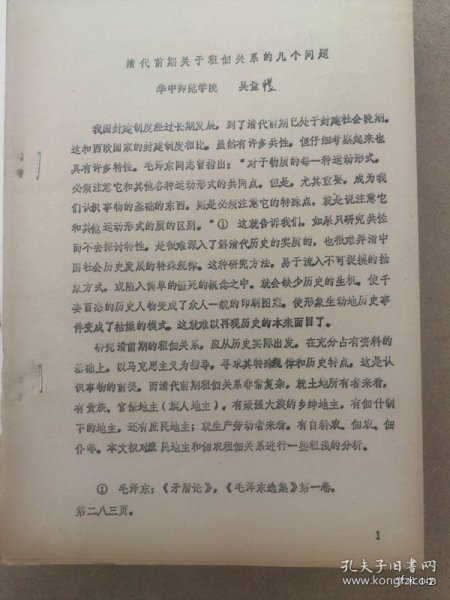 清代前期关于租佃关系的几个问题
华中师范学院 吴量恺
我国封建制度经过长期发展，到了清代前期已处于封建社会晚期。
这和西欧国家的封建制度相比。虽然有许多共性。但仔细考察起来也
具有许多特性。毛泽东同志曾指出：“对于物质的每一种运动形式。
必须注意它和其他各种运动形式的共同点。但是，尤其重要，成为我
们认识事物的基础的东西，则是必须注意它的特殊点，就是说注意它
和其他运动形式的质的区别。”① 这就告诉我们，如果只研究共性
而不去探讨特性。是很难深入了解清代历史的实质的，也很难弄清中
国社会历史发展的特殊规律。这种研究方法，易于流入不可捉摸的抽
象方式，或陷入简单的僵死的概念之中。就会缺少历史的生机。使千
姿百态的历史人物变成了众人一貌的印刷图案。使形象生动地历史事
件变成了枯燥的模式。这就难以再现历史的本来面目了。
研究清前期的租佃关系。应从历史实际出发，在充分占有资料的
基础上，以马克思主义为指导，寻求其特殊规律和历史特点。这是认
识事物的前提。而清代前期租佃关系非常复杂。就土地所有者来看，
有贵族、官僚地主（旗人地主）。有豪强大族的乡绅地主，有佃仆制
下的地主，还有庶民地主；就生产劳动者来看。有自耕农、佃农、佃
仆等。本文拟对庶民地主和佃农租佃关系进行一些粗浅的分析。
① 毛泽东：《矛盾论》，《毛泽东选集》第一卷。
第二八三页。
1
孔夫子旧书网
www.kongfz.com